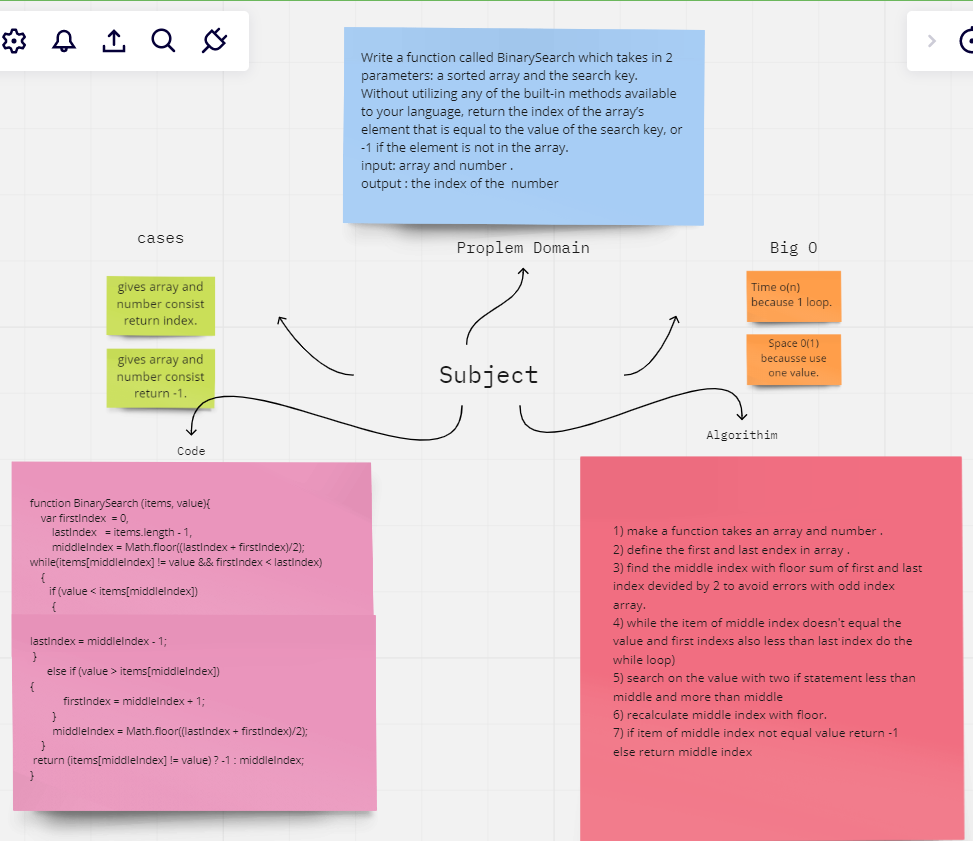 Write a function called BinarySearch which takes in 2
parameters: a sorted array and the search key.
Without utilizing any of the built-in methods available
to your language, return the index of the array's
element that is equal to the value of the search key, or
-1 if the element is not in the array.
input: array and number .
output : the index of the number
Proplem Domain
cases
gives array and
number consist
return index.
gives array and
number consist
return -1.
Big O
Time o(n)
because 1 loop.
Space 0(1)
becausse use
one value.
Subject
Code
function BinarySearch (items, value){
var firstIndex = 0,
lastIndex = items.length - 1,
middleIndex = Math.floor((lastIndex + firstIndex)/2);
while(items[middleIndex] != value && firstIndex < lastIndex)
{
if (value < items[middleIndex])
{
lastIndex = middleIndex - 1;
}
else if (value > items[middleIndex])
{
firstIndex = middleIndex + 1;
}
middleIndex = Math.floor((lastIndex + firstIndex)/2);
}
return (items[middleIndex] != value) ? -1 : middleIndex;
}
Algorithim
1) make a function takes an array and number .
2) define the first and last endex in array .
3) find the middle index with floor sum of first and last
index devided by 2 to avoid errors with odd index
array.
4) while the item of middle index doesn't equal the
value and first indexs also less than last index do the
while loop)
5) search on the value with two if statement less than
middle and more than middle
6) recalculate middle index with floor.
7) if item of middle index not equal value return -1
else return middle index